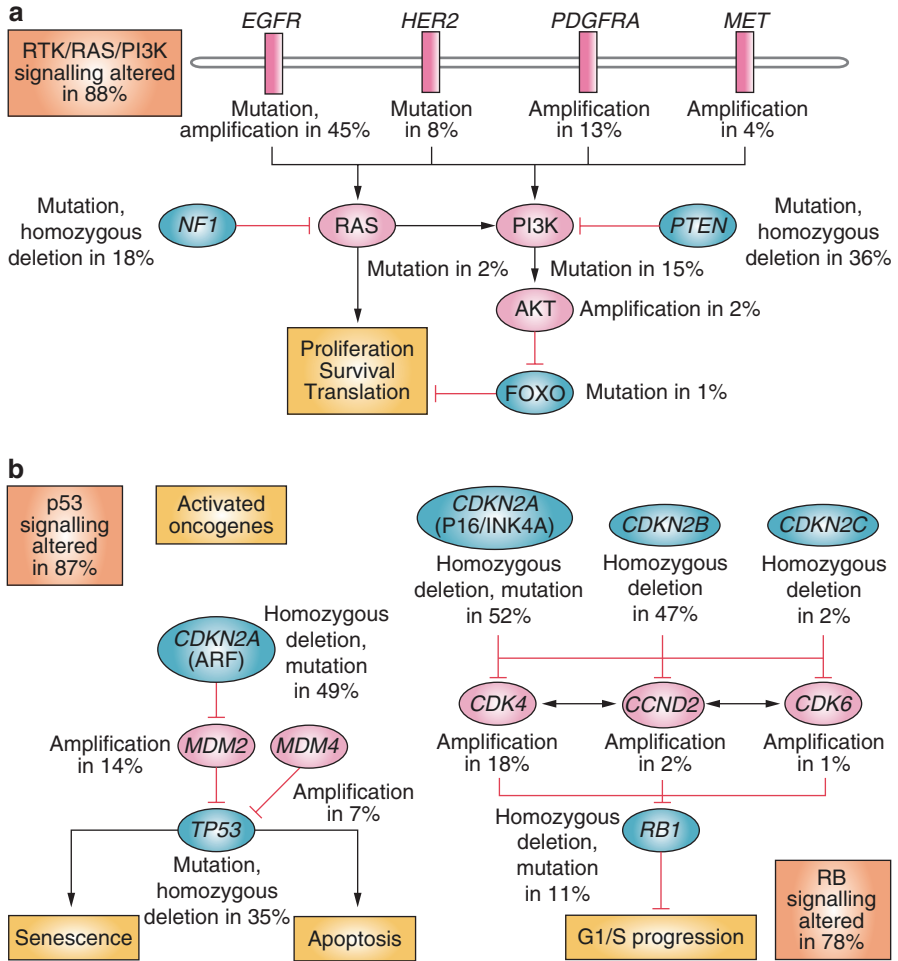 a
EGFR
HER2
PDGFRA
MET
RTK/RAS/PI3K
signalling altered
in 88%
Mutation,
amplification in 45%
Mutation
in 8%
Amplification
in 13%
Amplification
in 4%
Mutation,
homozygous
deletion in 18%
NF1
RAS
PI3K
PTEN
Mutation,
homozygous
deletion in 36%
Mutation in 2%
Mutation in 15%
AKT
Amplification in 2%
Proliferation
Survival
Translation
FOXO
Mutation in 1%
b
p53
signalling
altered
in 87%
Activated
oncogenes
CDKN2A
(ARF)
Homozygous
deletion,
mutation
in 49%
Amplification
in 14%
MDM2
MDM4
Amplification
in 7%
TP53
Mutation,
homozygous
deletion in 35%
Senescence
Apoptosis
CDKN2A
(P16/INK4A)
CDKN2B
CDKN2C
Homozygous
deletion, mutation
in 52%
Homozygous
deletion
in 47%
Homozygous
deletion
in 2%
CDK4
CCND2
CDK6
Amplification
in 18%
Amplification
in 2%
Amplification
in 1%
Homozygous
deletion,
mutation
in 11%
RB1
G1/S progression
RB
signalling
altered
in 78%